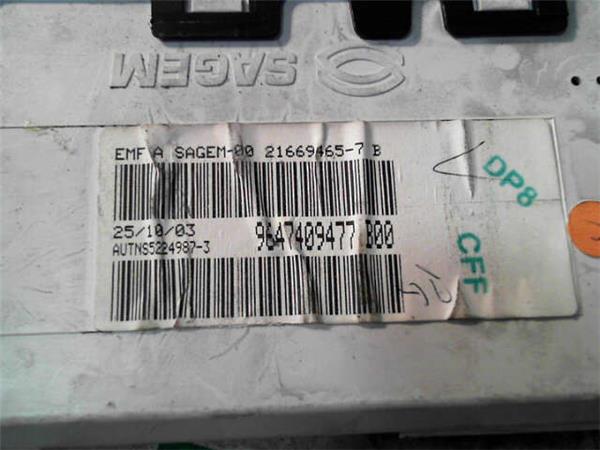 SAGEM
EMF A SAGEM-00 21669465-7 B
25/10/03
9647409477 B00
AUTNS5224987-3
DP8
CFF